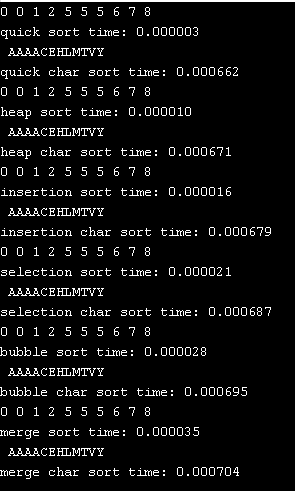 0 0 1 2 5 5 5 6 7 8
quick sort time: 0.000003
AAAACEHLMTVY
quick char sort time: 0.000662
0 0 1 2 5 5 5 6 7 8
heap sort time: 0.000010
AAAACEHLMTVY
heap char sort time: 0.000671
0 0 1 2 5 5 5 6 7 8
insertion sort time: 0.000016
AAAACEHLMTVY
insertion char sort time: 0.000679
0 0 1 2 5 5 5 6 7 8
selection sort time: 0.000021
AAAACEHLMTVY
selection char sort time: 0.000687
0 0 1 2 5 5 5 6 7 8
bubble sort time: 0.000028
AAAACEHLMTVY
bubble char sort time: 0.000695
0 0 1 2 5 5 5 6 7 8
merge sort time: 0.000035
AAAACEHLMTVY
merge char sort time: 0.000704